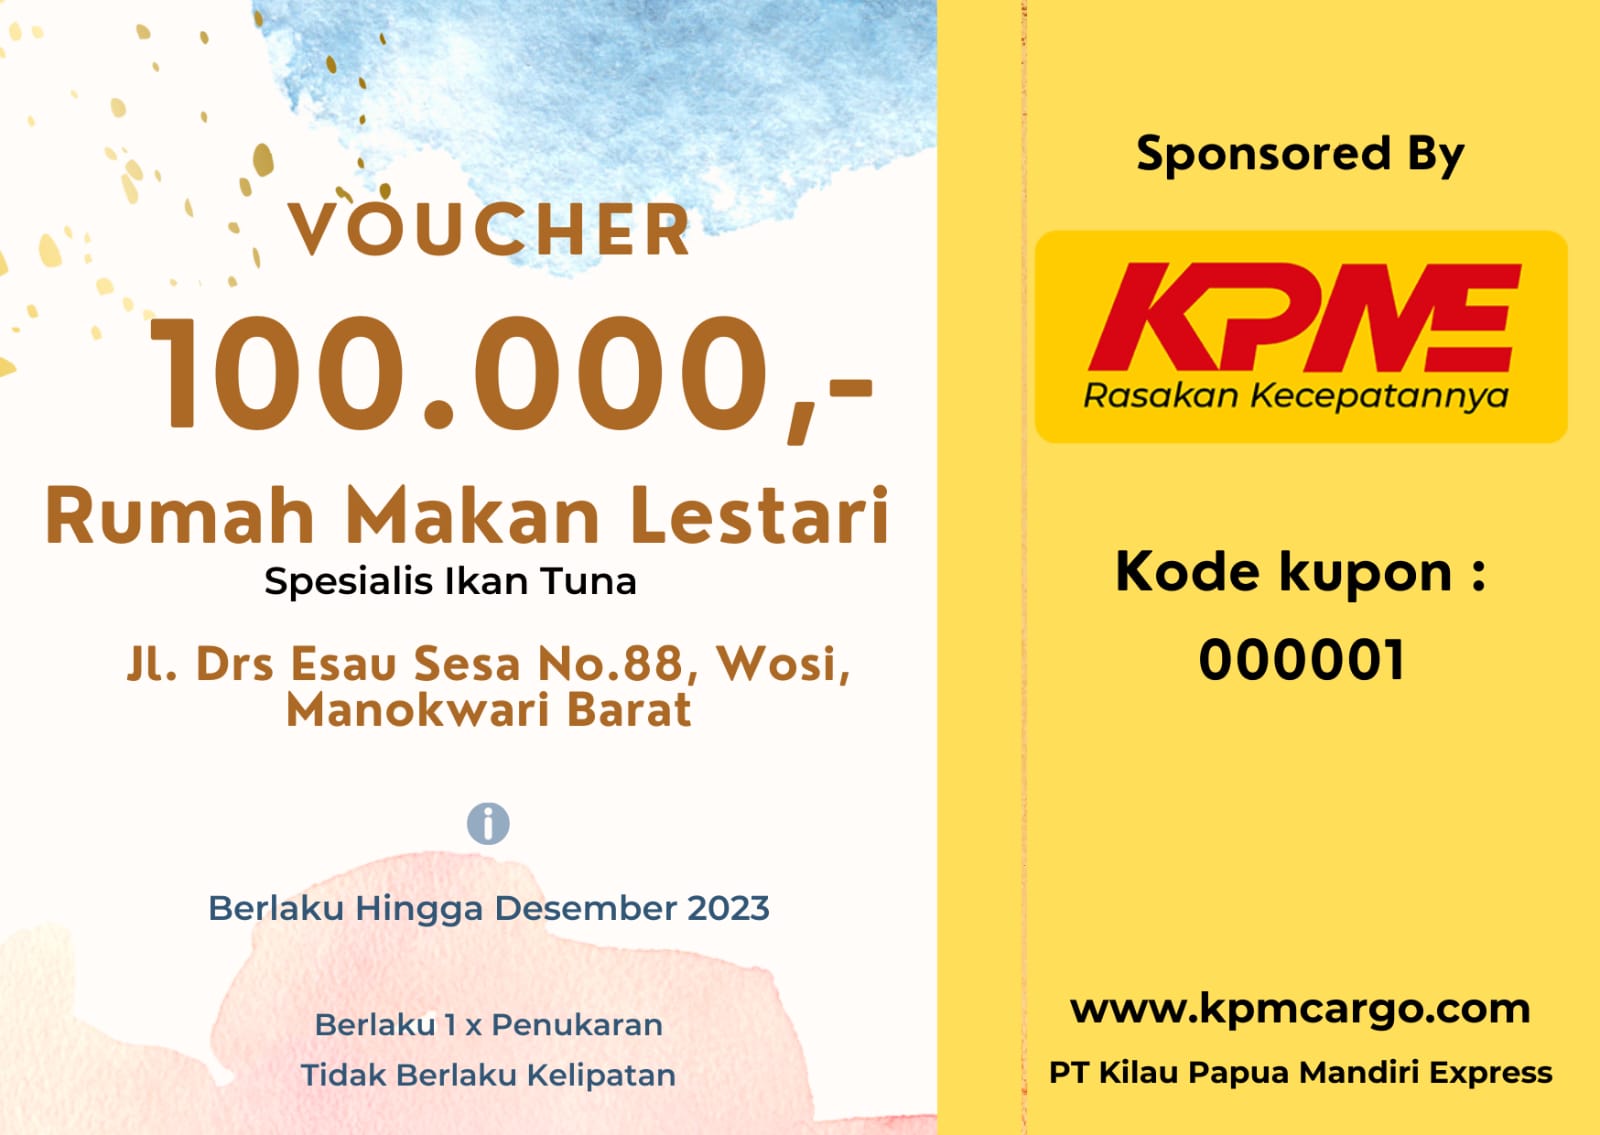 VOUCHER
100.000,-
Rumah Makan Lestari
Spesialis Ikan Tuna
Jl. Drs Esau Sesa No.88, Wosi,
Manokwari Barat
i
Berlaku Hingga Desember 2023
Berlaku 1 x Penukaran
Tidak Berlaku Kelipatan
Sponsored By
KPME
Rasakan Kecepatannya
Kode kupon :
000001
www.kpmcargo.com
PT Kilau Papua Mandiri Express